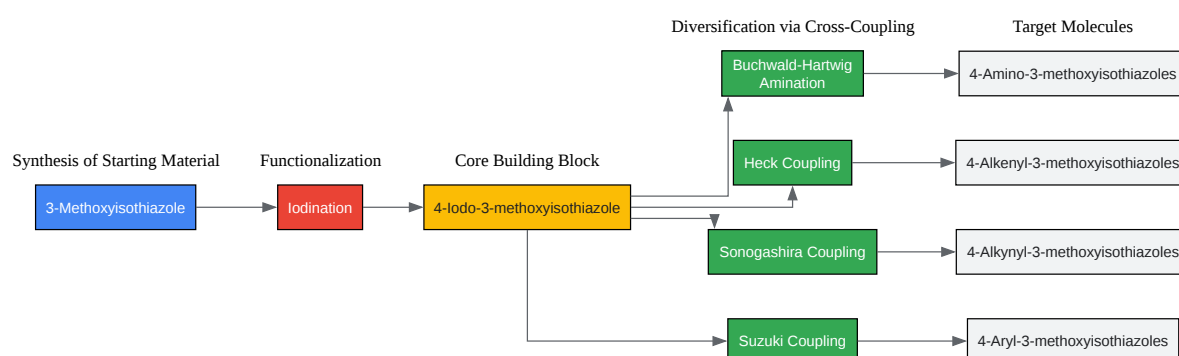 Diversification via Cross-Coupling
Target Molecules
Buchwald-Hartwig
Amination
4-Amino-3-methoxyisothiazoles
Synthesis of Starting Material
Functionalization
Core Building Block
Heck Coupling
4-Alkenyl-3-methoxyisothiazoles
3-Methoxyisothiazole
Iodination
4-Iodo-3-methoxyisothiazole
Sonogashira Coupling
4-Alkynyl-3-methoxyisothiazoles
Suzuki Coupling
4-Aryl-3-methoxyisothiazoles